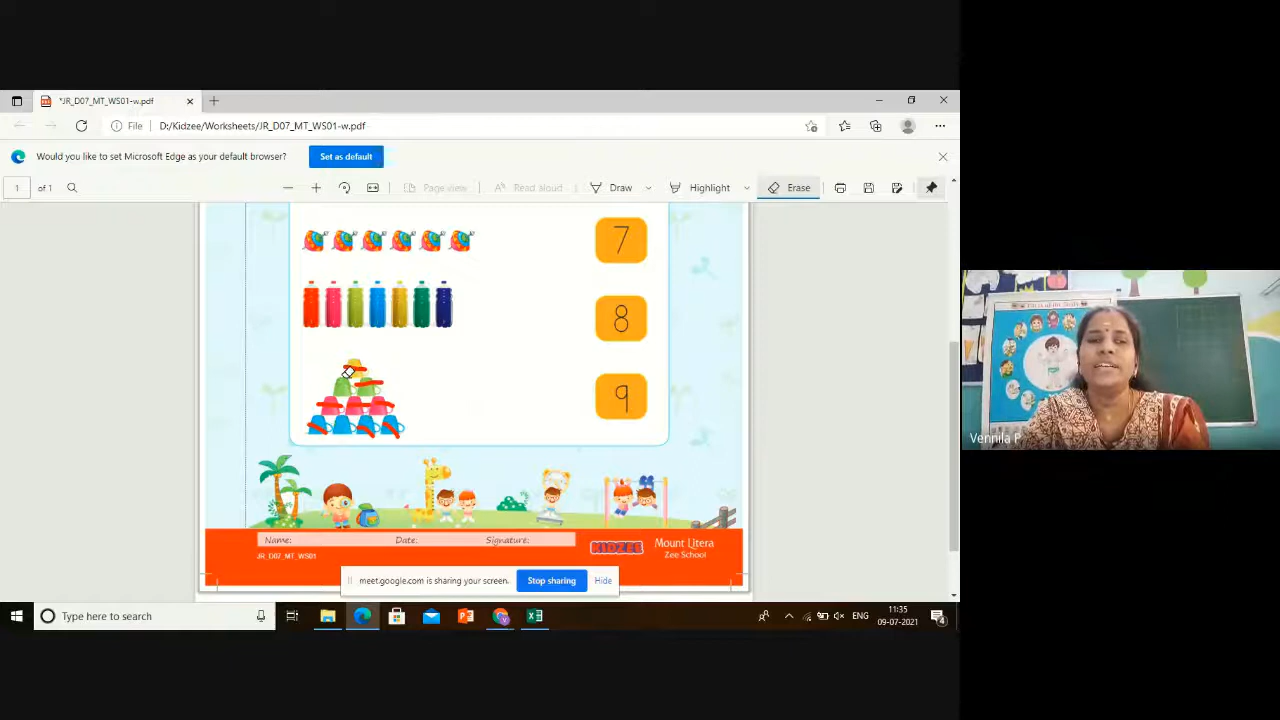 *JR_D07_MT_WS01-w.pdf
File
D:/Kidzee/Worksheets/JR_D07_MT_WS01-w.pdf
Would you like to set Microsoft Edge as your default browser?
Set as default
1
of 1
Page view
Read aloud
Draw
Highlight
Erase
7
8
9
Name:
Date:
Signature:
JR_D07_MT_WS01
KIDZEE
Mount Litera
Zee School
meet.google.com is sharing your screen.
Stop sharing
Hide
Type here to search
ENG
11:35
09-07-2021
4
Vennila P